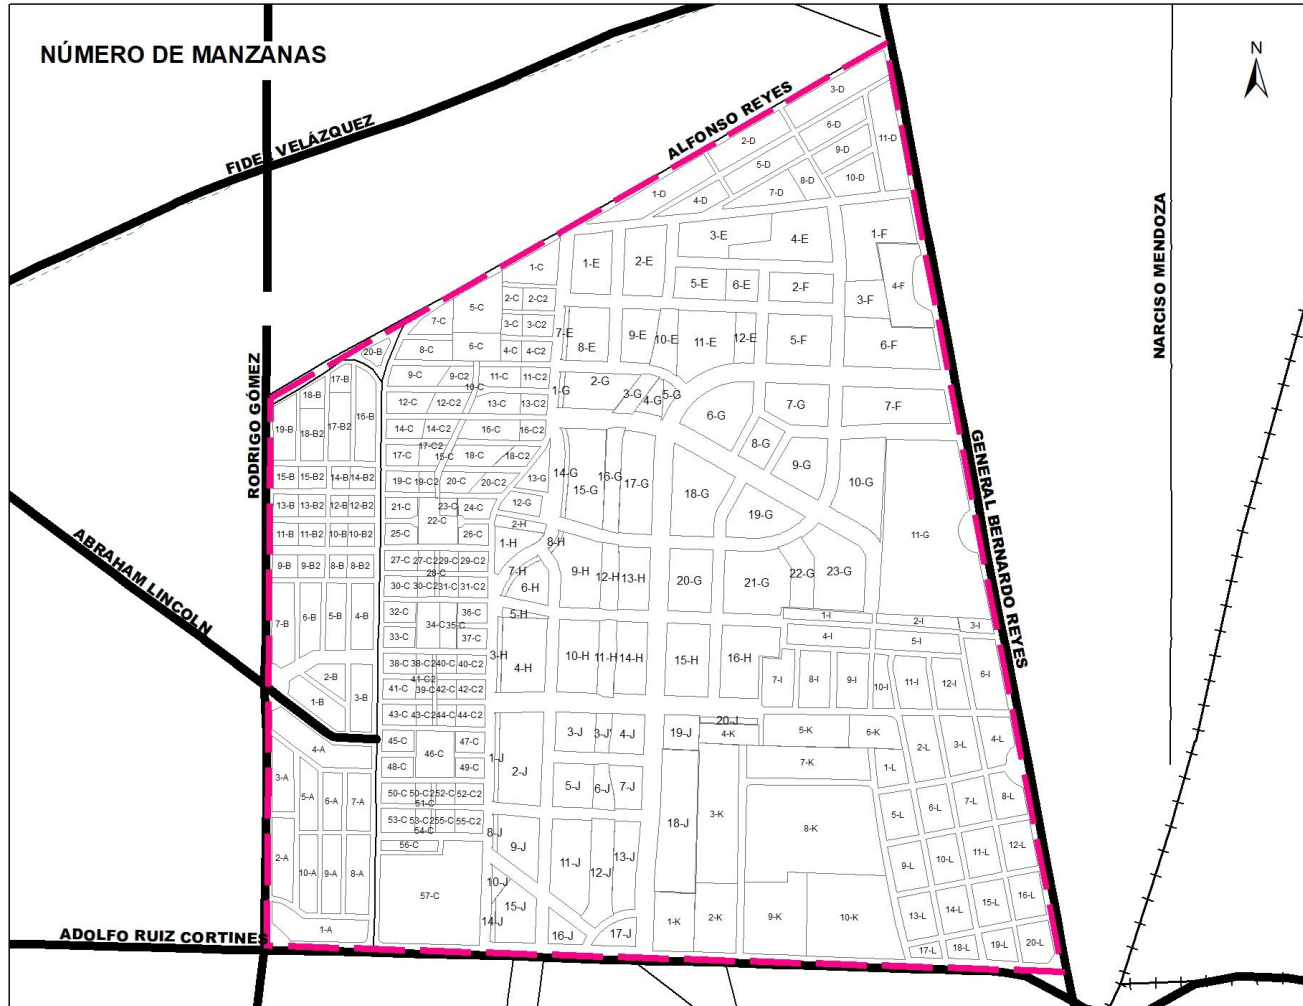 NÚMERO DE MANZANAS
N
FIDEL VELÁZQUEZ
ALFONSO REYES
NARCISO MENDOZA
RODRIGO GÓMEZ
ABRAHAM LINCOLN
GENERAL BERNARDO REYES
ADOLFO RUIZ CORTINES
3-D
6-D
11-D
2-D
9-D
5-D
10-D
8-D
7-D
1-D
4-D
3-E
4-E
1-F
1-E
2-E
1-C
5-E
6-E
2-F
4-F
3-F
2-C
2-C2
5-C
7-C
3-C
3-C2
7-E
9-E
10-E
11-E
12-E
5-F
6-F
8-E
20-B
8-C
6-C
4-C
4-C2
17-B
9-C
9-C2
11-C
11-C2
10-C
1-G
2-G
3-G
4-G
5-G
18-B
12-C
12-C2
13-C
13-C2
7-G
7-F
6-G
16-B
19-B
18-B2
17-B2
14-C
14-C2
16-C
16-C2
17-C2
8-G
17-C
15-C
18-C
18-C2
9-G
15-B
15-B2
14-B
14-B2
19-C
19-C2
20-C
20-C2
13-G
14-G
16-G
15-G
17-G
18-G
10-G
13-B
13-B2
12-B
12-B2
21-C
23-C
24-C
12-G
19-G
22-C
2-H
11-B
11-B2
10-B
10-B2
25-C
26-C
1-H
8-H
11-G
9-B
9-B2
8-B
8-B2
27-C
27-C2
29-C
29-C2
28-C
7-H
9-H
12-H
13-H
20-G
21-G
22-G
23-G
30-C
30-C2
31-C
31-C2
6-H
7-B
6-B
5-B
4-B
32-C
36-C
5-H
1-I
2-I
3-I
34-C
35-C
33-C
37-C
4-I
5-I
38-C
38-C2
40-C
40-C2
3-H
4-H
10-H
11-H
14-H
15-H
16-H
2-B
41-C2
7-I
8-I
9-I
10-I
11-I
12-I
6-I
41-C
39-C
42-C
42-C2
1-B
3-B
43-C
43-C2
44-C
44-C2
20-J
3-J
3-J'
4-J
19-J
4-K
5-K
6-K
4-A
45-C
46-C
47-C
2-L
3-L
4-L
48-C
49-C
1-J
2-J
7-K
1-L
3-A
5-A
6-A
7-A
50-C
50-C2
52-C
52-C2
51-C
5-J
6-J
7-J
5-L
6-L
7-L
8-L
53-C
53-C2
55-C
55-C2
54-C
18-J
3-K
8-K
8-J
56-C
9-J
2-A
10-A
9-A
8-A
11-J
12-J
13-J
9-L
10-L
11-L
12-L
57-C
10-J
15-J
14-J
13-L
14-L
15-L
16-L
1-A
16-J
17-J
1-K
2-K
9-K
10-K
17-L
18-L
19-L
20-L